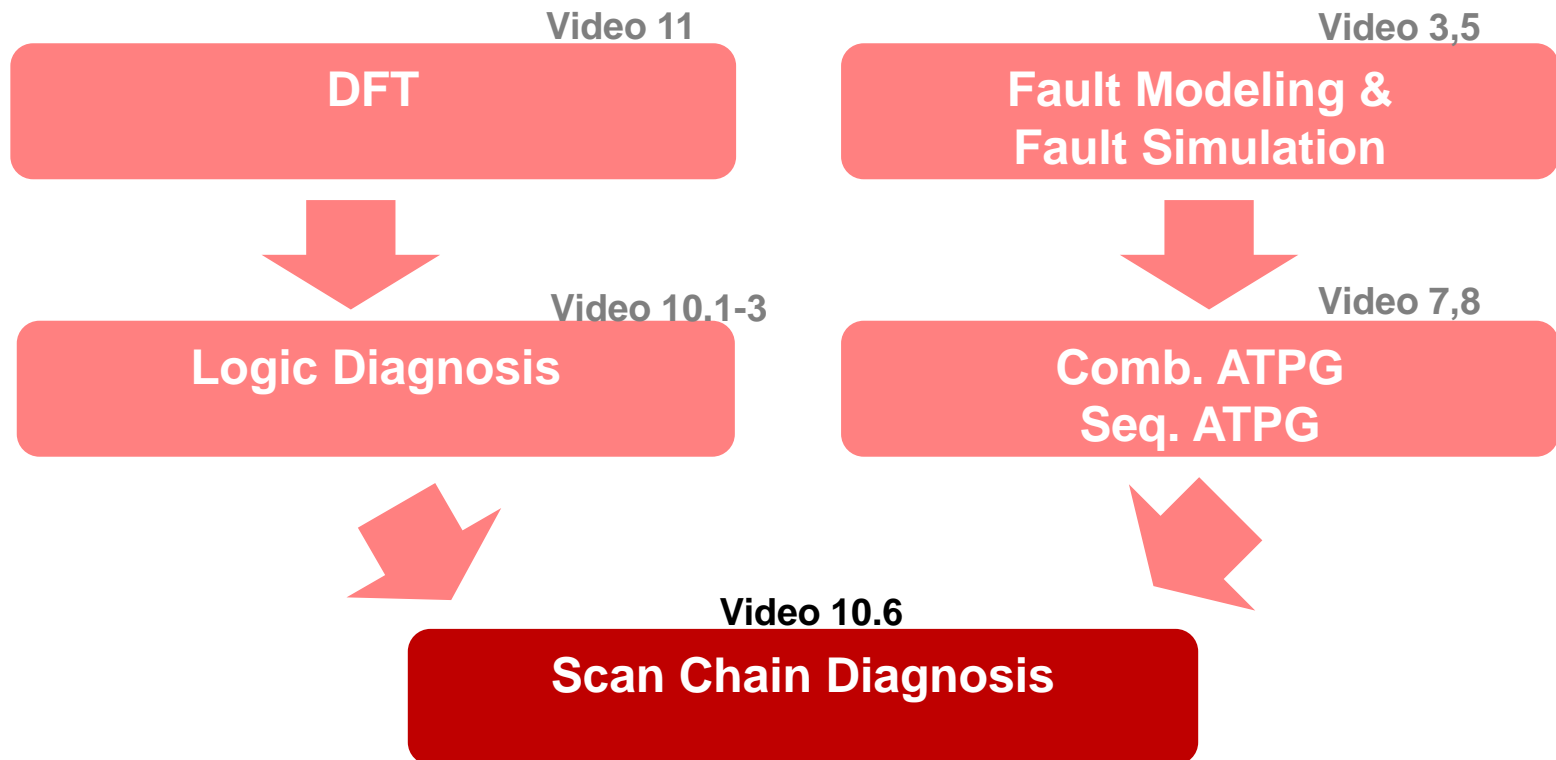 Video 11
DFT
Video 3,5
Fault Modeling &
Fault Simulation
Video 10.1-3
Logic Diagnosis
Video 7,8
Comb. ATPG
Seq. ATPG
Video 10.6
Scan Chain Diagnosis